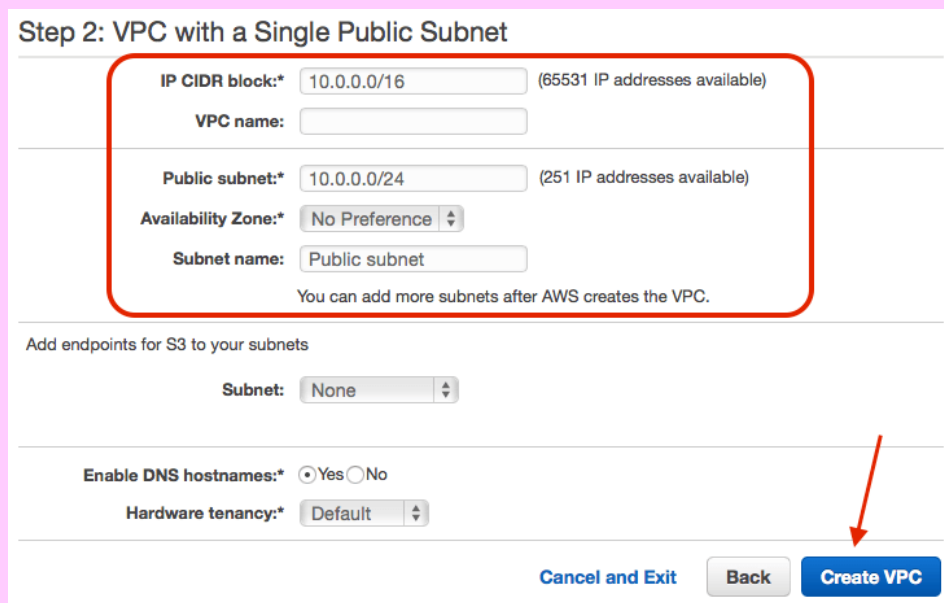 Step 2: VPC with a Single Public Subnet
IP CIDR block:* 10.0.0.0/16 (65531 IP addresses available)
VPC name:
Public subnet:* 10.0.0.0/24 (251 IP addresses available)
Availability Zone:* No Preference
Subnet name: Public subnet
You can add more subnets after AWS creates the VPC.
Add endpoints for S3 to your subnets
Subnet: None
Enable DNS hostnames:* Yes No
Hardware tenancy:* Default
Cancel and Exit Back Create VPC